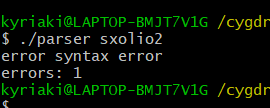 kyriaki@LAPTOP-BMJT7V1G /cygdr
$ ./parser sxolio2
error syntax error
errors: 1
kyriaki@LAPTOP-BMJT7V1G /cygdr
$